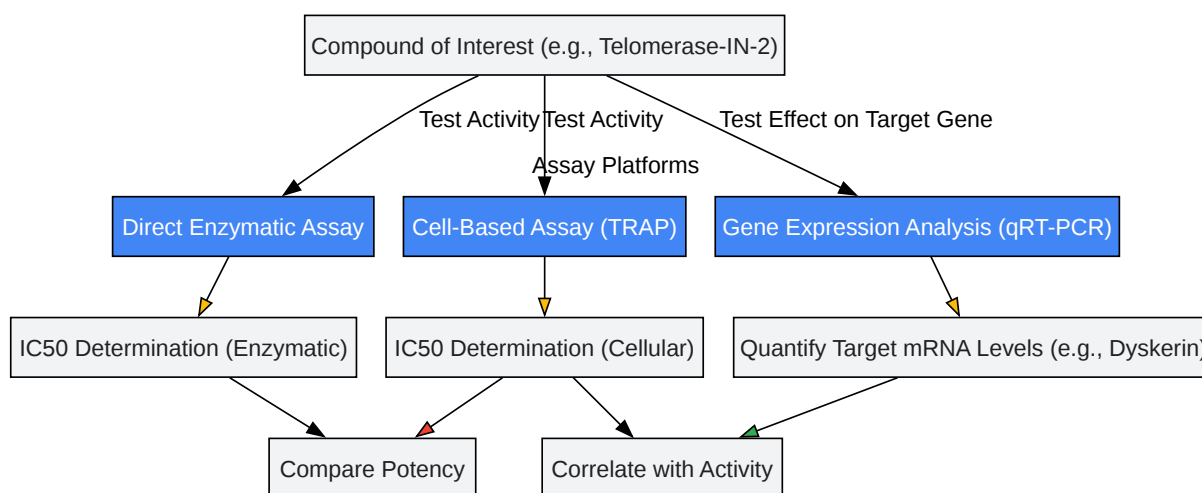 Compound of Interest (e.g., Telomerase-IN-2)
Test Activity
Test Activity
Test Effect on Target Gene
Assay Platforms
Direct Enzymatic Assay
Cell-Based Assay (TRAP)
Gene Expression Analysis (qRT-PCR)
IC50 Determination (Enzymatic)
IC50 Determination (Cellular)
Quantify Target mRNA Levels (e.g., Dyskerin)
Compare Potency
Correlate with Activity